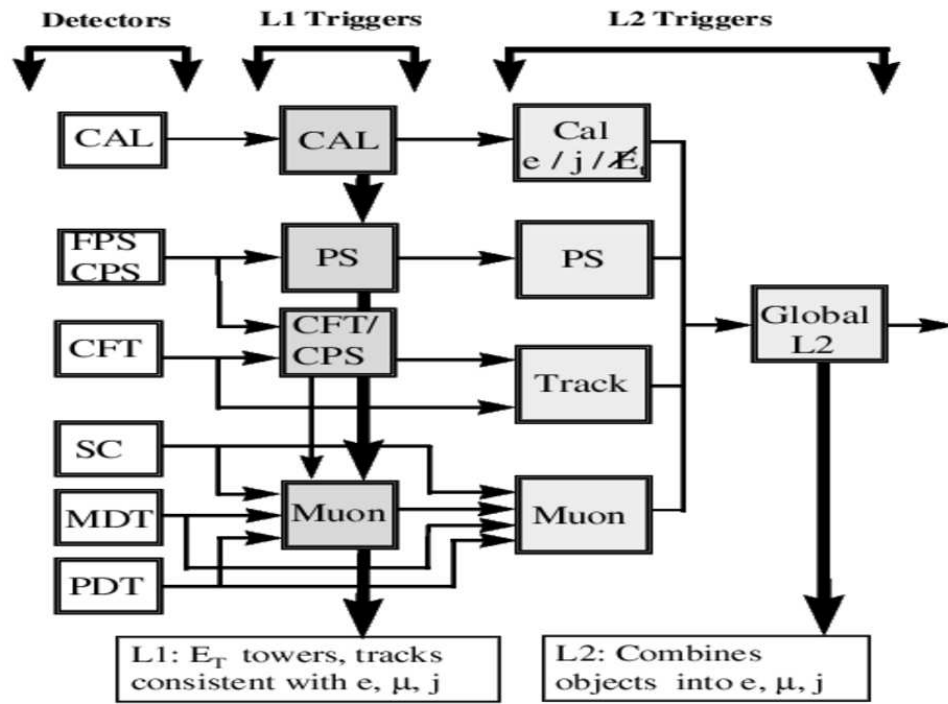 Detectors
L1 Triggers
L2 Triggers
CAL
CAL
Cal
e / j / E̸t
FPS
CPS
PS
PS
CFT
CFT/
CPS
Track
Global
L2
SC
MDT
PDT
Muon
Muon
L1: ET towers, tracks
consistent with e, μ, j
L2: Combines
objects into e, μ, j